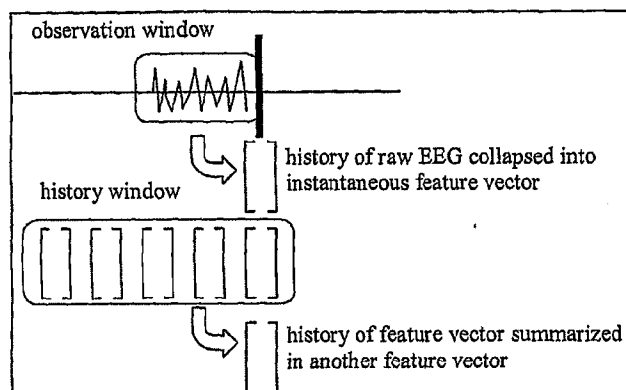 observation window
history of raw EEG collapsed into
instantaneous feature vector
history window
history of feature vector summarized
in another feature vector